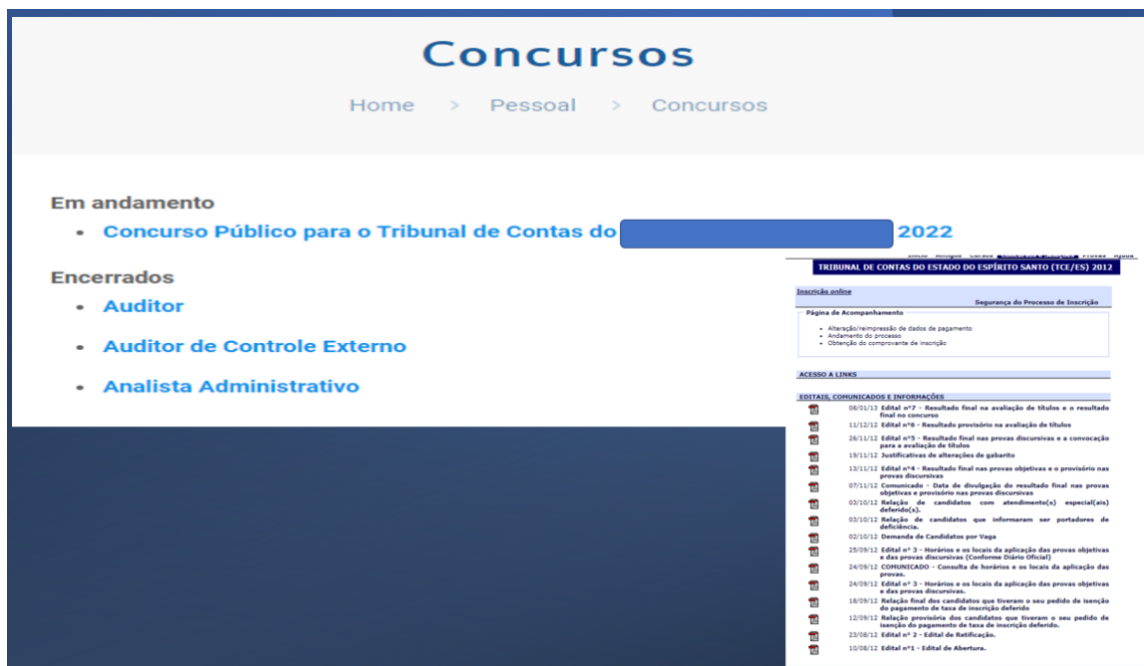 Concursos
Home > Pessoal > Concursos
Em andamento
• Concurso Público para o Tribunal de Contas do 2022
Encerrados
• Auditor
• Auditor de Controle Externo
• Analista Administrativo
Início Cursos Provas Ajuda
TRIBUNAL DE CONTAS DO ESTADO DO ESPÍRITO SANTO (TCE/ES) 2012
Inscrição online
Segurança do Processo de Inscrição
Página de Acompanhamento
• Alteração/reimpressão de dados de pagamento
• Andamento do processo
• Obtenção do comprovante de inscrição
ACESSO A LINKS
EDITAIS, COMUNICADOS E INFORMAÇÕES
08/01/13 Edital nº7 - Resultado final na avaliação de títulos e o resultado
final no concurso
11/12/12 Edital nº6 - Resultado provisório na avaliação de títulos
26/11/12 Edital nº5 - Resultado final nas provas discursivas e a convocação
para a avaliação de títulos
19/11/12 Justificativas de alterações de gabarito
13/11/12 Edital nº4 - Resultado final nas provas objetivas e o provisório nas
provas discursivas
07/11/12 Comunicado - Data de divulgação do resultado final nas provas
objetivas e provisório nas provas discursivas
03/10/12 Relação de candidatos com atendimento(s) especial(ais)
deferido(s).
03/10/12 Relação de candidatos que informaram ser portadores de
deficiência.
02/10/12 Demanda de Candidatos por Vaga
25/09/12 Edital nº 3 - Horários e os locais da aplicação das provas objetivas
e das provas discursivas (Conforme Diário Oficial)
24/09/12 COMUNICADO - Consulta de horários e os locais da aplicação das
provas.
24/09/12 Edital nº 3 - Horários e os locais da aplicação das provas objetivas
e das provas discursivas.
18/09/12 Relação final dos candidatos que tiveram o seu pedido de isenção
do pagamento de taxa de inscrição deferido
12/09/12 Relação provisória dos candidatos que tiveram o seu pedido de
isenção do pagamento de taxa de inscrição deferido.
23/08/12 Edital nº 2 - Edital de Retificação.
10/08/12 Edital nº1 - Edital de Abertura.